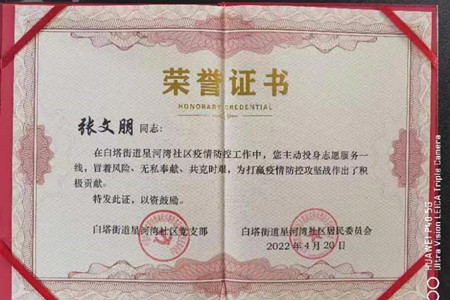 荣誉证书
HONORARY CREDENTIAL
张文朋 同志:
在白塔街道星河湾社区疫情防控工作中,您主动投身志愿服务一
线,冒着风险、无私奉献、共克时艰,为打赢疫情防控攻坚战作出了积
极贡献。
特发此证,以资鼓励。
白塔街道星河湾社区党支部
白塔街道星河湾社区居民委员会
2022年4月20日
HUAWEI P40 5G
Ultra Vision LEICA Triple Camera